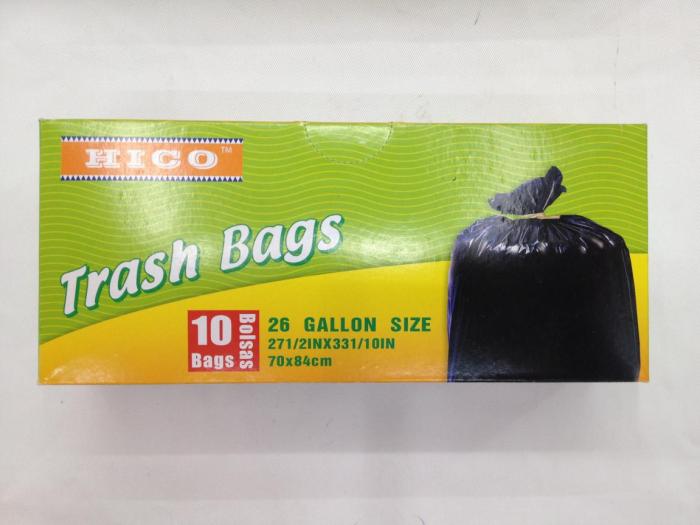 HICO™
Trash Bags
10
Bags
Bolsas
26 GALLON SIZE
271/2INX331/10IN
70x84cm